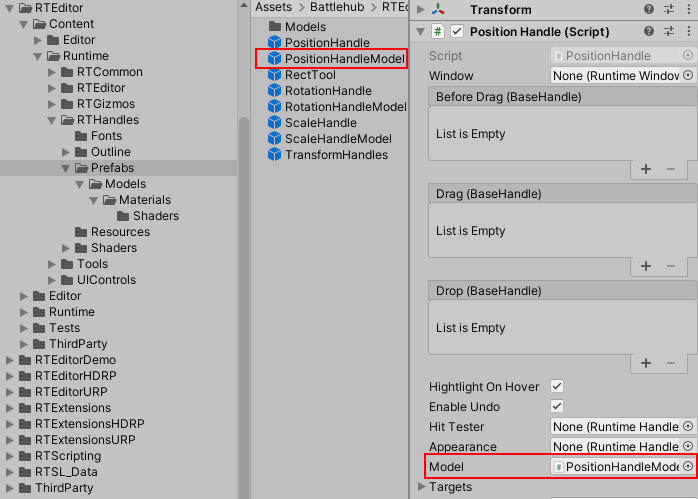 RTEditor
Content
Editor
Runtime
RTCommon
RTEditor
RTGizmos
RTHandles
Fonts
Outline
Prefabs
Models
Materials
Shaders
Resources
Shaders
Tools
UIControls
Editor
Runtime
Tests
ThirdParty
RTEditorDemo
RTEditorHDRP
RTEditorURP
RTExtensions
RTExtensionsHDRP
RTExtensionsURP
RTScripting
RTSL_Data
ThirdParty
Assets > Battlehub > RTEd
Models
PositionHandle
PositionHandleModel
RectTool
RotationHandle
RotationHandleModel
ScaleHandle
ScaleHandleModel
TransformHandles
Transform
# Position Handle (Script)
Script # PositionHandle
Window None (Runtime Window
Before Drag (BaseHandle)
List is Empty
+ −
Drag (BaseHandle)
List is Empty
+ −
Drop (BaseHandle)
List is Empty
+ −
Hightlight On Hover
Enable Undo
Hit Tester None (Runtime Handle
Appearance None (Runtime Handle
Model # PositionHandleMode
Targets